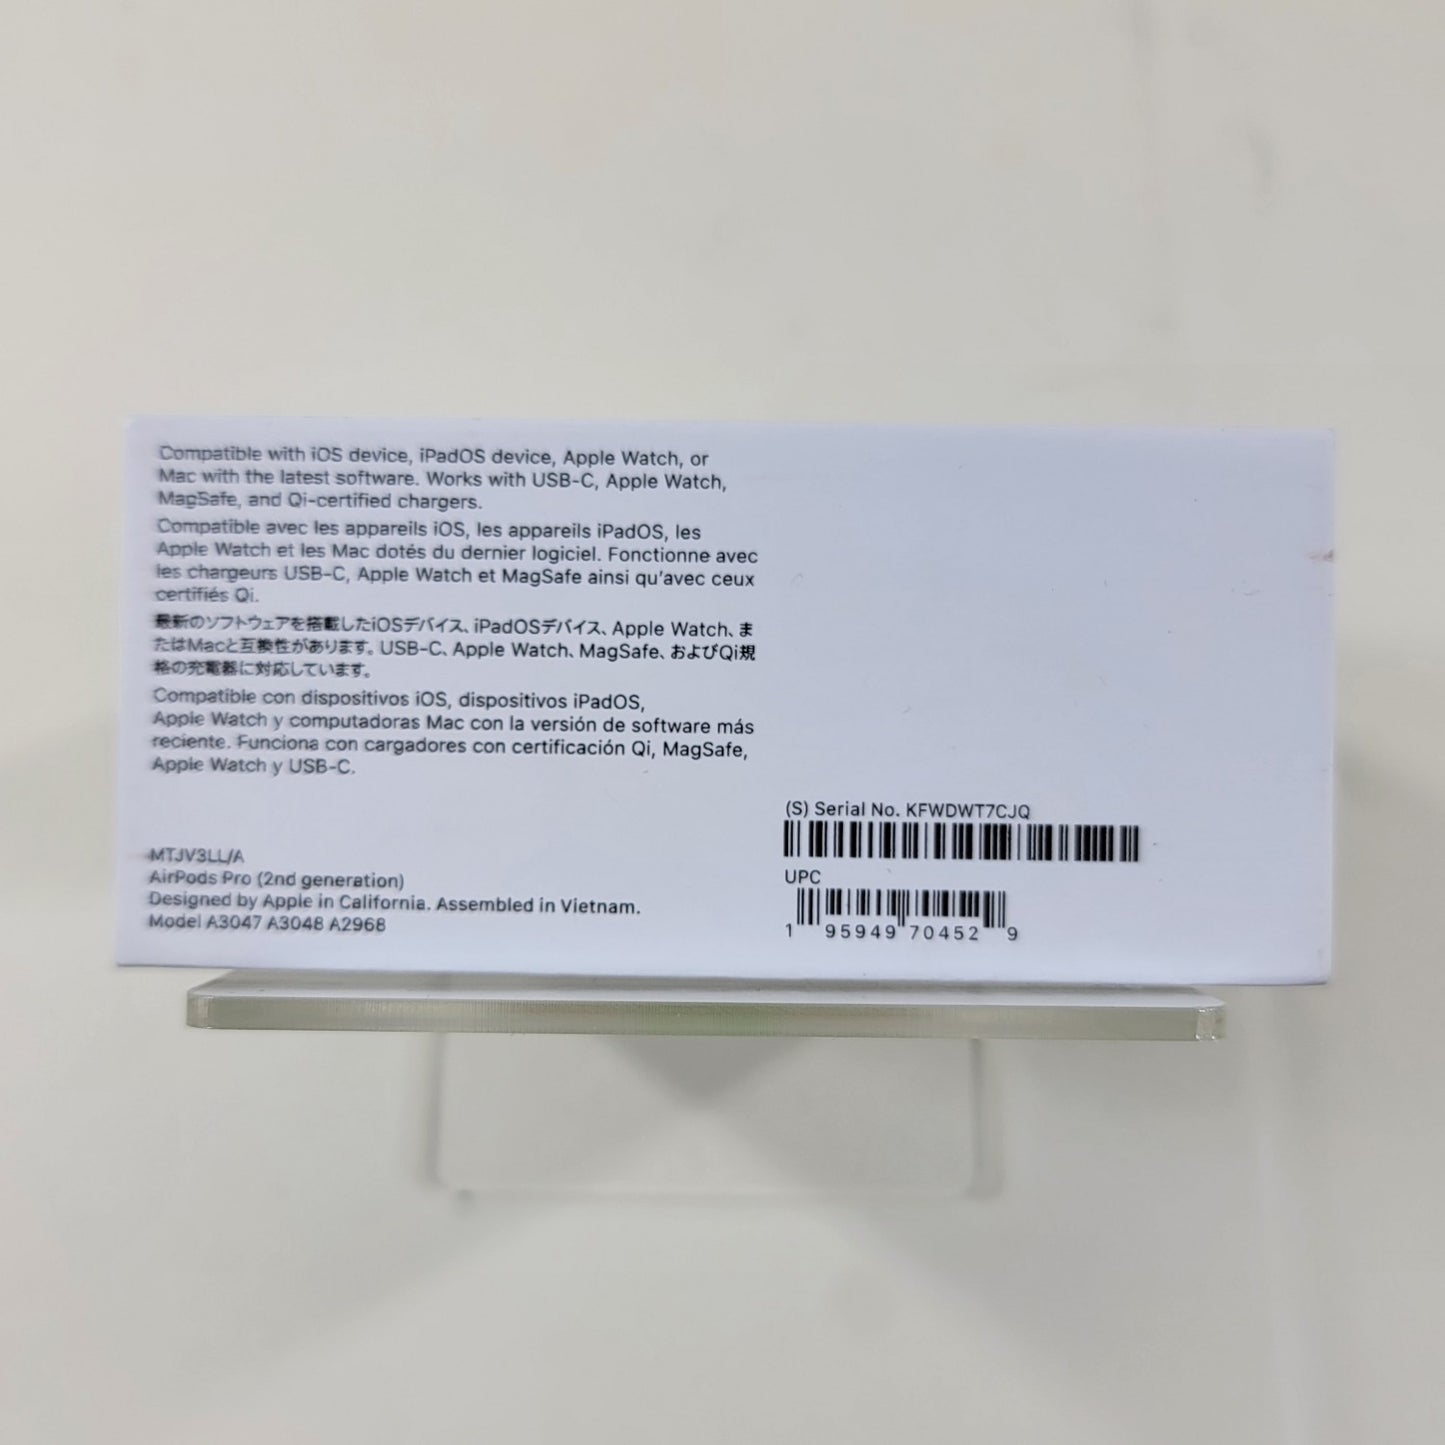 Compatible with iOS device, iPadOS device, Apple Watch, or
Mac with the latest software. Works with USB-C, Apple Watch,
MagSafe, and Qi-certified chargers.
Compatible avec les appareils iOS, les appareils iPadOS, les
Apple Watch et les Mac dotés du dernier logiciel. Fonctionne avec
les chargeurs USB-C, Apple Watch et MagSafe ainsi qu'avec ceux
certifiés Qi.
最新のソフトウェアを搭載したiOSデバイス、iPadOSデバイス、Apple Watch、ま
たはMacと互換性があります。USB-C、Apple Watch、MagSafe、およびQi規
格の充電器に対応しています。
Compatible con dispositivos iOS, dispositivos iPadOS,
Apple Watch y computadoras Mac con la versión de software más
reciente. Funciona con cargadores con certificación Qi, MagSafe,
Apple Watch y USB-C.
MTJV3LL/A
AirPods Pro (2nd generation)
Designed by Apple in California. Assembled in Vietnam.
Model A3047 A3048 A2968
(S) Serial No. KFWDWT7CJQ
UPC
1 95949 70452 9